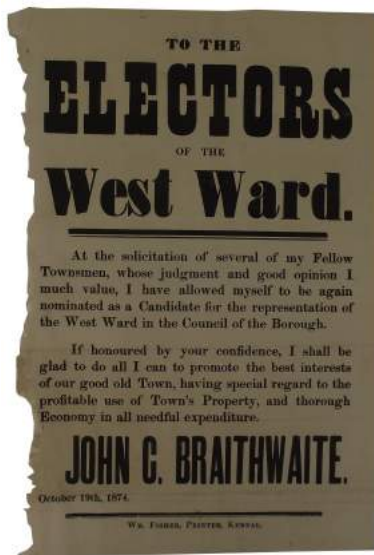 TO THE
ELECTORS
OF THE
West Ward.
At the solicitation of several of my Fellow
Townsmen, whose judgment and good opinion I
much value, I have allowed myself to be again
nominated as a Candidate for the representation of
the West Ward in the Council of the Borough.
If honoured by your confidence, I shall be
glad to do all I can to promote the best interests
of our good old Town, having special regard to the
profitable use of Town's Property, and thorough
Economy in all needful expenditure.
JOHN C. BRAITHWAITE.
October 19th, 1874.
Wm. Fisher, Printer, Kendal.